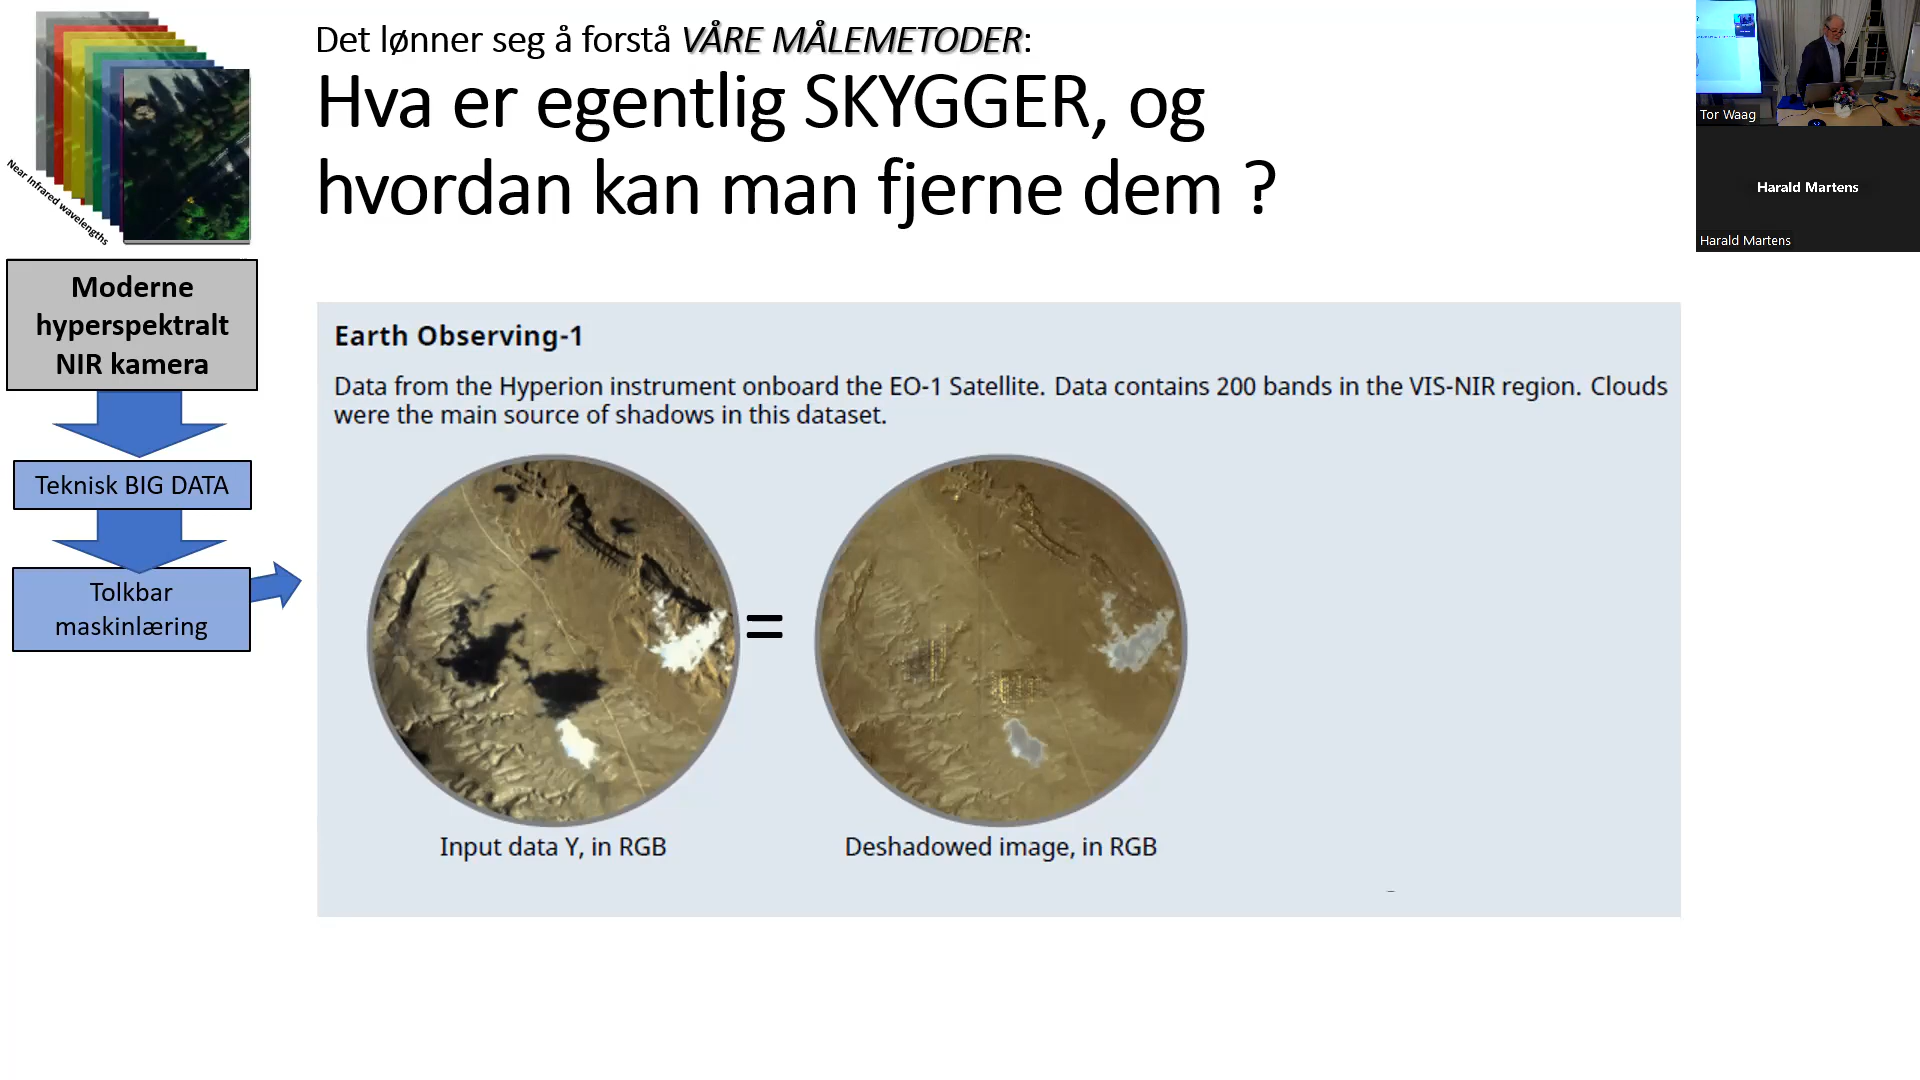 Det lønner seg å forstå VÅRE MÅLEMETODER:
Hva er egentlig SKYGGER, og
hvordan kan man fjerne dem ?
Near Infrared wavelengths
Moderne
hyperspektralt
NIR kamera
Teknisk BIG DATA
Tolkbar
maskinlæring
Earth Observing-1
Data from the Hyperion instrument onboard the EO-1 Satellite. Data contains 200 bands in the VIS-NIR region. Clouds
were the main source of shadows in this dataset.
=
Input data Y, in RGB
Deshadowed image, in RGB
Tor Waag
Harald Martens
Harald Martens